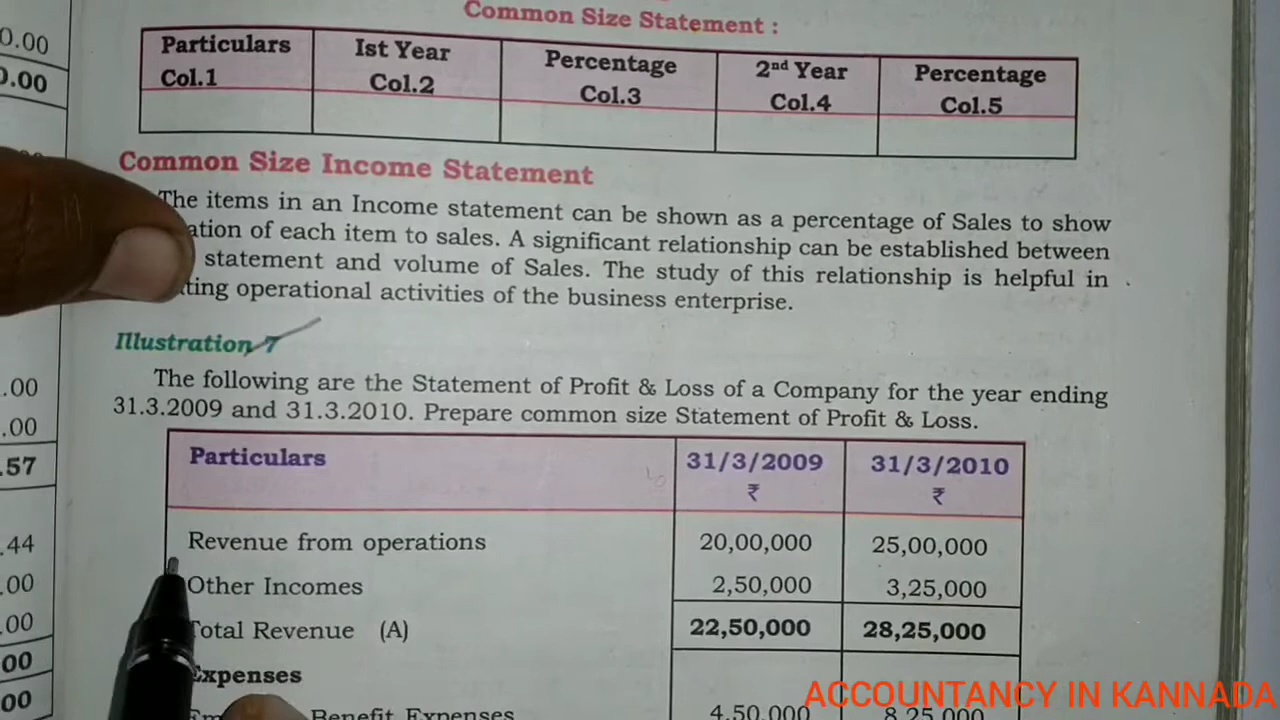 Common Size Statement :
0.00
0.00
Particulars Ist Year Percentage 2nd Year Percentage
Col.1 Col.2 Col.3 Col.4 Col.5
Common Size Income Statement
The items in an Income statement can be shown as a percentage of Sales to show
ation of each item to sales. A significant relationship can be established between
statement and volume of Sales. The study of this relationship is helpful in
ting operational activities of the business enterprise.
Illustration 7
The following are the Statement of Profit & Loss of a Company for the year ending
31.3.2009 and 31.3.2010. Prepare common size Statement of Profit & Loss.
.00
.00
.57
.44
.00
.00
00
00
Particulars 31/3/2009 31/3/2010
₹ ₹
Revenue from operations 20,00,000 25,00,000
Other Incomes 2,50,000 3,25,000
Total Revenue (A) 22,50,000 28,25,000
Expenses
Benefit Expenses 4,50,000 8,25,000
ACCOUNTANCY IN KANNADA